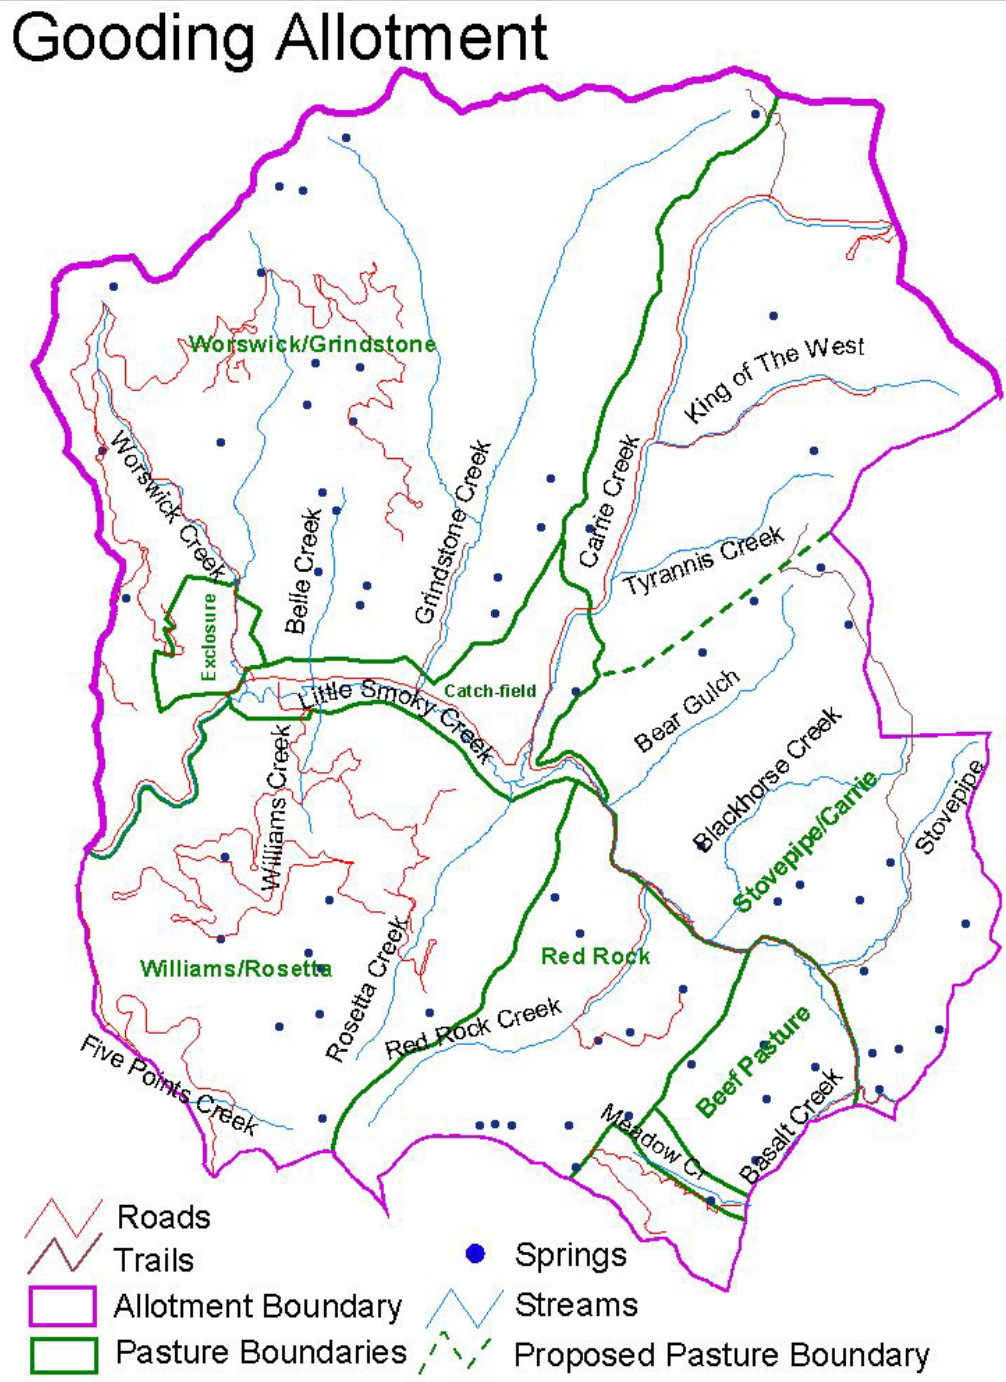 Gooding Allotment
Worswick/Grindstone
King of The West
Worswick Creek
Grindstone Creek
Carrie Creek
Belle Creek
Tyrannis Creek
Exclosure
Little Smoky Creek
Catch-field
Bear Gulch
Williams Creek
Blackhorse Creek
Stovepipe/Carrie
Stovepipe
Williams/Rosetta
Rosetta Creek
Red Rock
Red Rock Creek
Five Points Creek
Beef Pasture
Meadow Cr
Basalt Creek
Roads
Trails
Allotment Boundary
Pasture Boundaries
Springs
Streams
Proposed Pasture Boundary